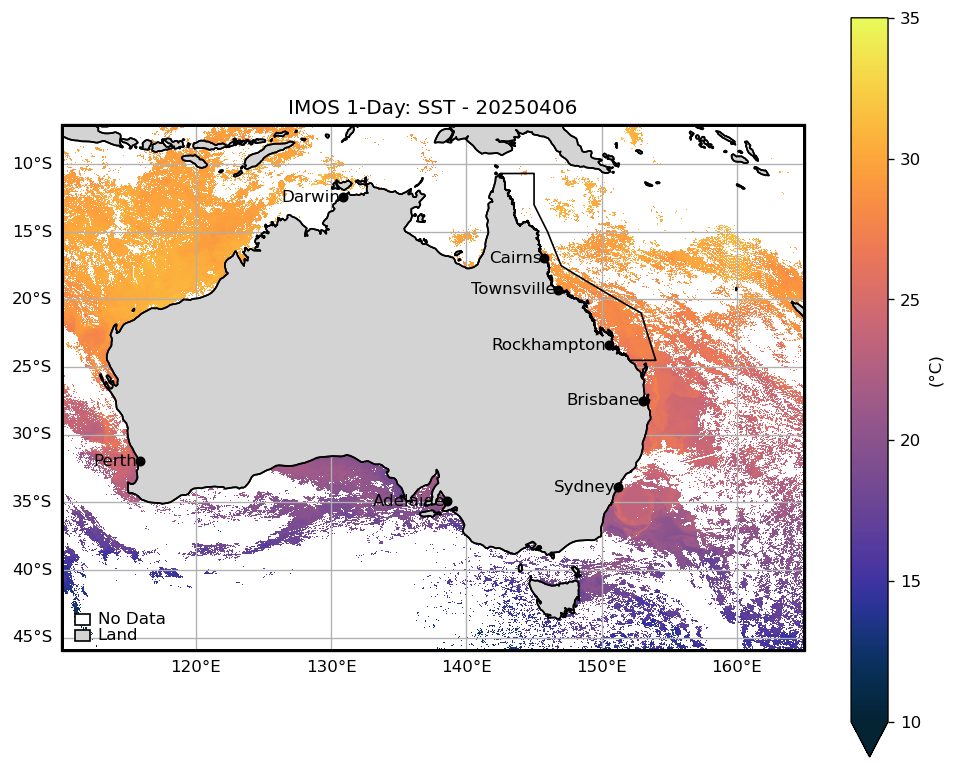 IMOS 1-Day: SST - 20250406
35
30
25
20
15
10
(°C)
10°S
15°S
20°S
25°S
30°S
35°S
40°S
45°S
Darwin
Cairns
Townsville
Rockhampton
Brisbane
Perth
Sydney
Adelaide
No Data
Land
120°E
130°E
140°E
150°E
160°E